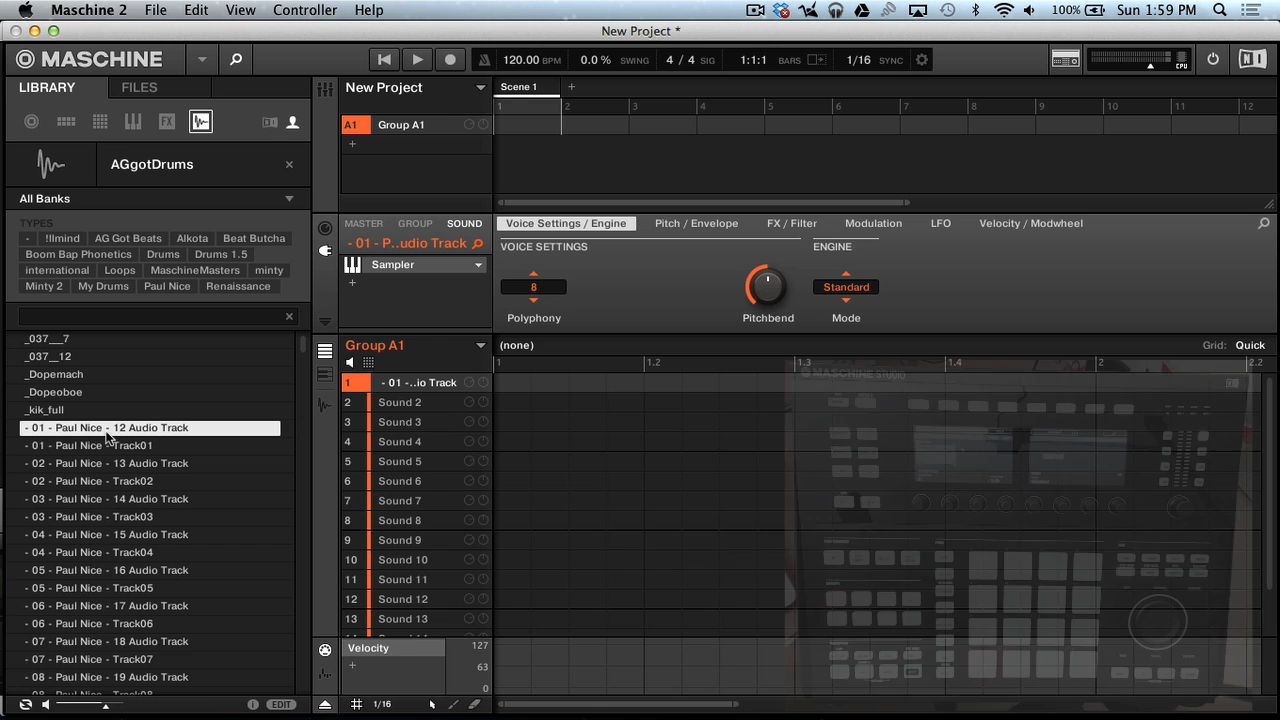 Maschine 2 File Edit View Controller Help 100% Sun 1:59 PM
New Project *
MASCHINE 120.00 BPM 0.0% SWING 4 / 4 SIG 1:1:1 BARS 1/16 SYNC CPU
LIBRARY FILES
AGgotDrums
All Banks
TYPES
- !llmind AG Got Beats Alkota Beat Butcha
Boom Bap Phonetics Drums Drums 1.5
international Loops MaschineMasters minty
Minty 2 My Drums Paul Nice Renaissance
_037__7
_037__12
_Dopemach
_Dopeoboe
_kik_full
- 01 - Paul Nice - 12 Audio Track
- 01 - Paul Nice - Track01
- 02 - Paul Nice - 13 Audio Track
- 02 - Paul Nice - Track02
- 03 - Paul Nice - 14 Audio Track
- 03 - Paul Nice - Track03
- 04 - Paul Nice - 15 Audio Track
- 04 - Paul Nice - Track04
- 05 - Paul Nice - 16 Audio Track
- 05 - Paul Nice - Track05
- 06 - Paul Nice - 17 Audio Track
- 06 - Paul Nice - Track06
- 07 - Paul Nice - 18 Audio Track
- 07 - Paul Nice - Track07
- 08 - Paul Nice - 19 Audio Track
- 08 - Paul Nice - Track08
EDIT
New Project
A1 Group A1
+
Scene 1 +
1 2 3 4 5 6 7 8 9 10 11 12
MASTER GROUP SOUND
- 01 - P..udio Track
Sampler
+
Voice Settings / Engine Pitch / Envelope FX / Filter Modulation LFO Velocity / Modwheel
VOICE SETTINGS ENGINE
8 Standard
Polyphony Pitchbend Mode
Group A1 (none) Grid: Quick
1 1.2 1.3 1.4 2 2.2
1 - 01 -..io Track
2 Sound 2
3 Sound 3
4 Sound 4
5 Sound 5
6 Sound 6
7 Sound 7
8 Sound 8
9 Sound 9
10 Sound 10
11 Sound 11
12 Sound 12
13 Sound 13
MASCHINE STUDIO
Velocity 127
+ 63
0
1/16